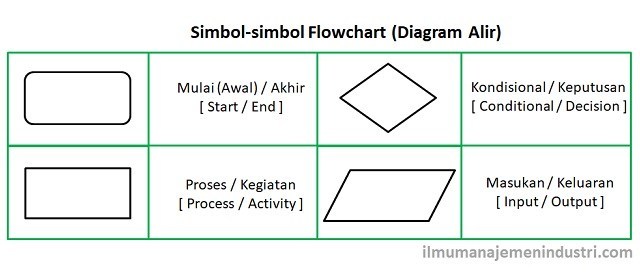 Simbol-simbol Flowchart (Diagram Alir)
Mulai (Awal) / Akhir
[ Start / End ]
Kondisional / Keputusan
[ Conditional / Decision ]
Proses / Kegiatan
[ Process / Activity ]
Masukan / Keluaran
[ Input / Output ]
ilmumanajemenindustri.com